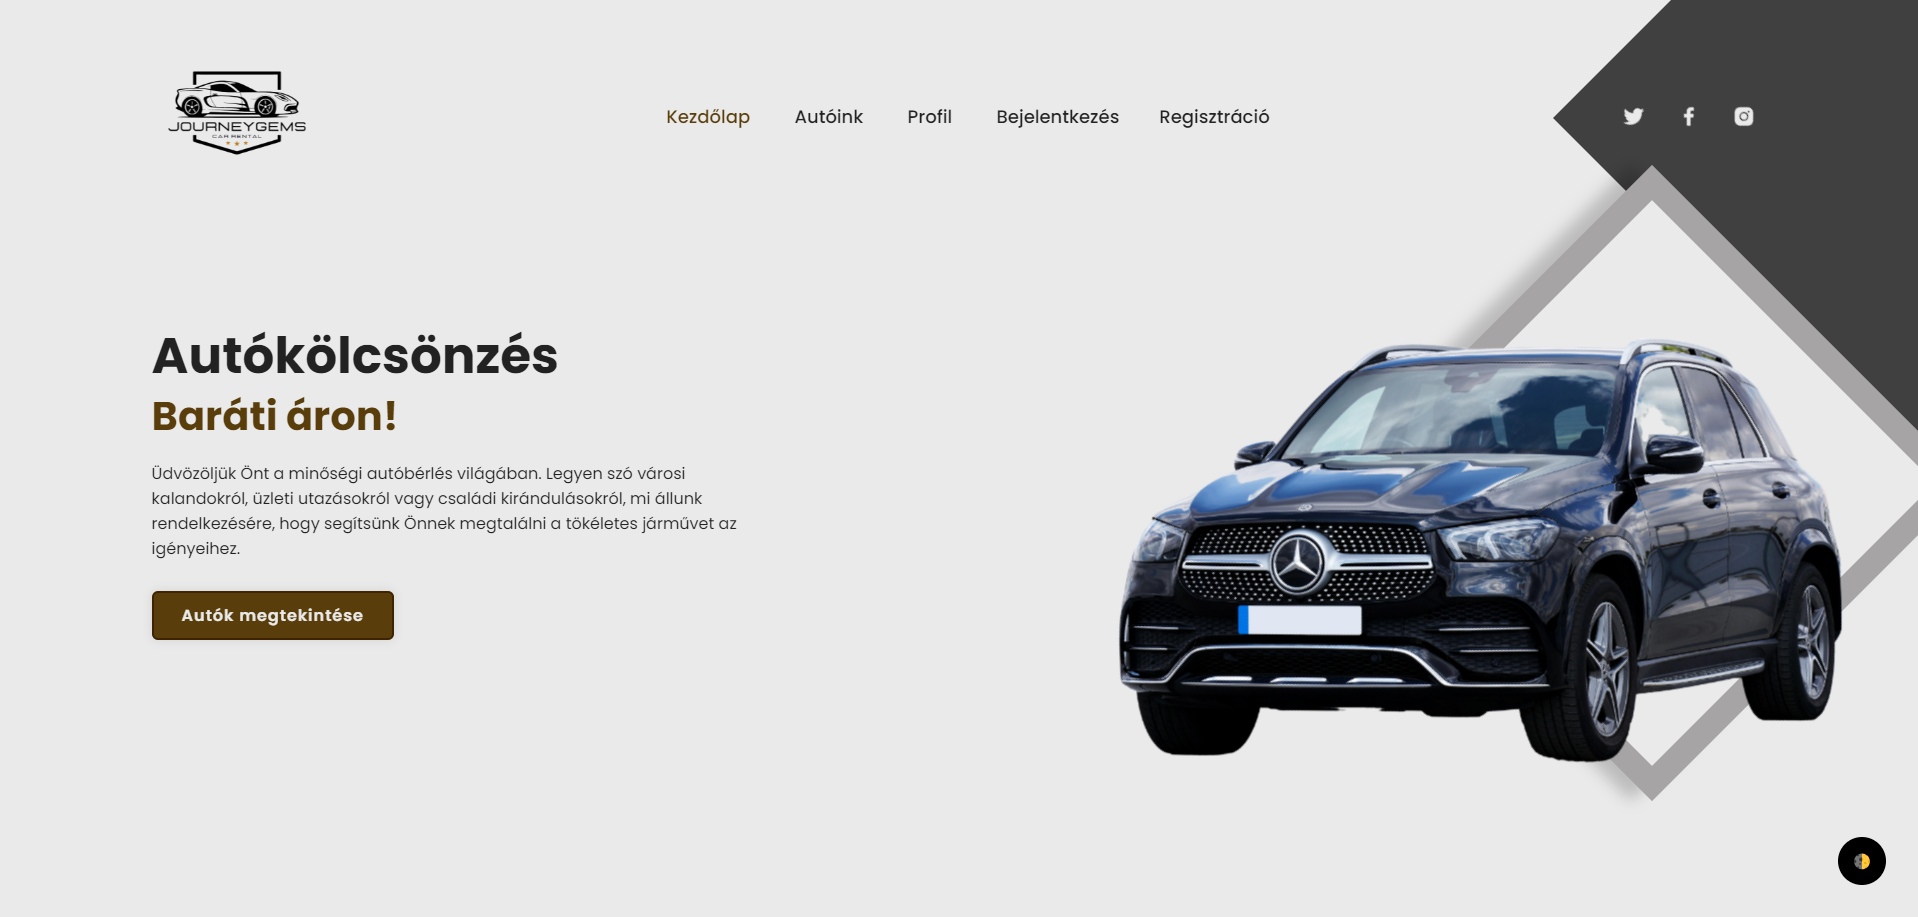 JOURNEYGEMS
CAR RENTAL
Kezdőlap Autóink Profil Bejelentkezés Regisztráció
Autókölcsönzés
Baráti áron!
Üdvözöljük Önt a minőségi autóbérlés világában. Legyen szó városi
kalandokról, üzleti utazásokról vagy családi kirándulásokról, mi állunk
rendelkezésére, hogy segítsünk Önnek megtalálni a tökéletes járművet az
igényeihez.
Autók megtekintése